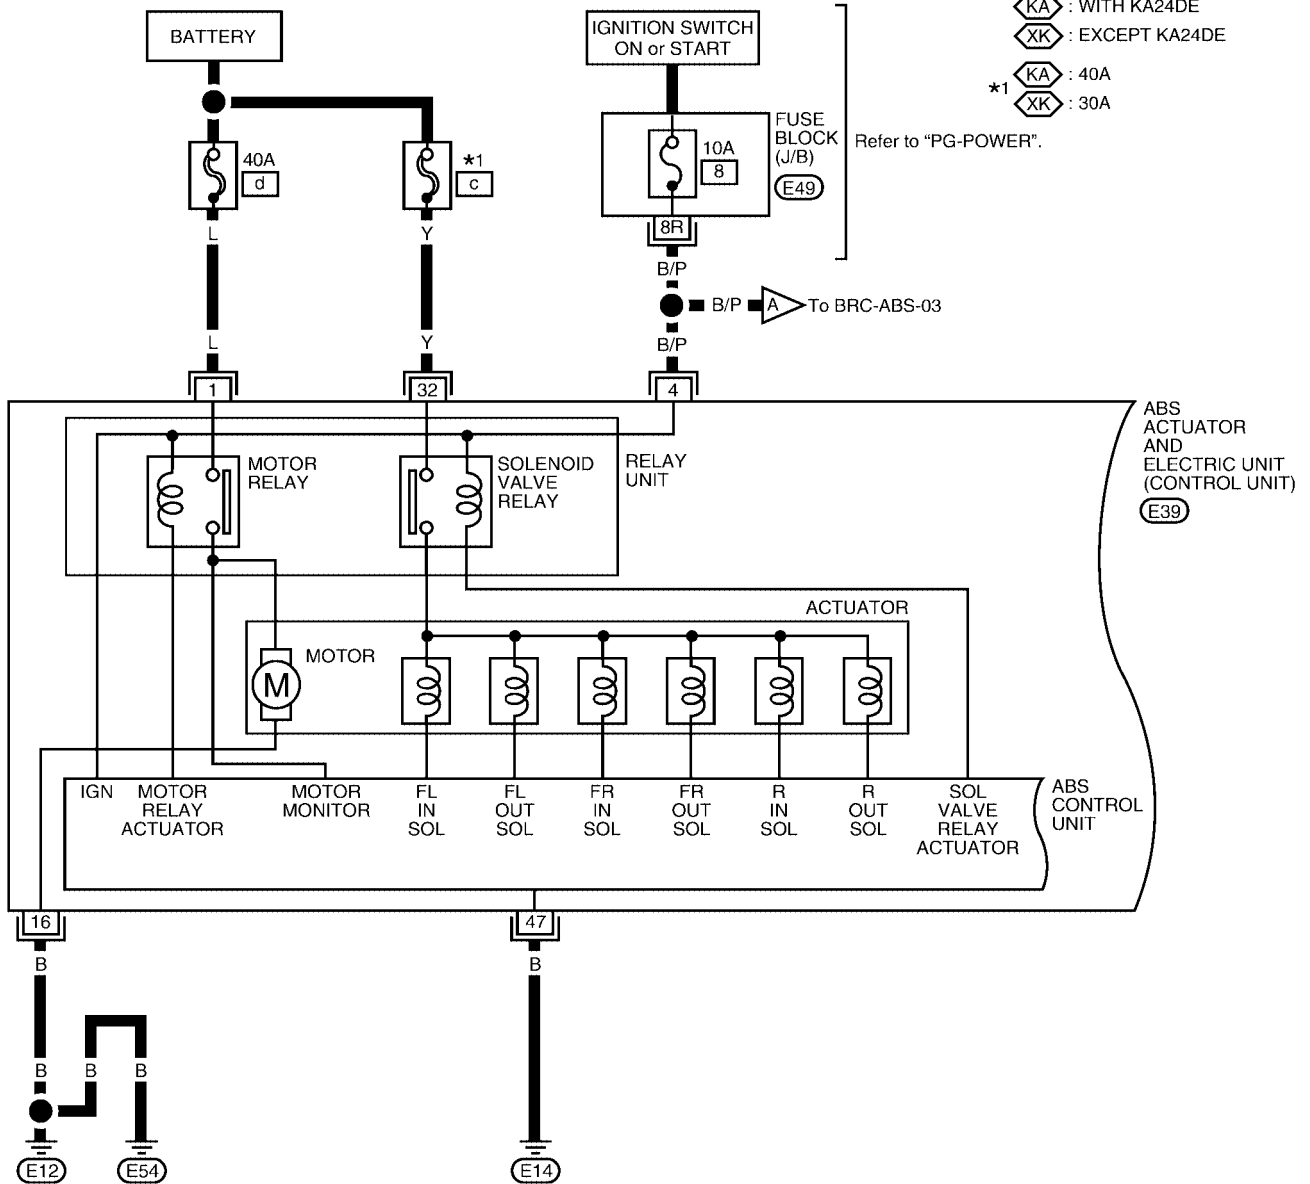 KA : WITH KA24DE
XK : EXCEPT KA24DE
*1 KA : 40A
XK : 30A
BATTERY
IGNITION SWITCH
ON or START
40A
d
*1
c
10A
8
FUSE
BLOCK
(J/B)
E49
Refer to “PG-POWER”.
8R
L
Y
B/P
B/P
A
To BRC-ABS-03
L
Y
B/P
1
32
4
ABS
ACTUATOR
AND
ELECTRIC UNIT
(CONTROL UNIT)
E39
MOTOR
RELAY
SOLENOID
VALVE
RELAY
RELAY
UNIT
ACTUATOR
MOTOR
M
IGN
MOTOR
RELAY
ACTUATOR
MOTOR
MONITOR
FL
IN
SOL
FL
OUT
SOL
FR
IN
SOL
FR
OUT
SOL
R
IN
SOL
R
OUT
SOL
SOL
VALVE
RELAY
ACTUATOR
ABS
CONTROL
UNIT
16
47
B
B
B
B
B
E12
E54
E14